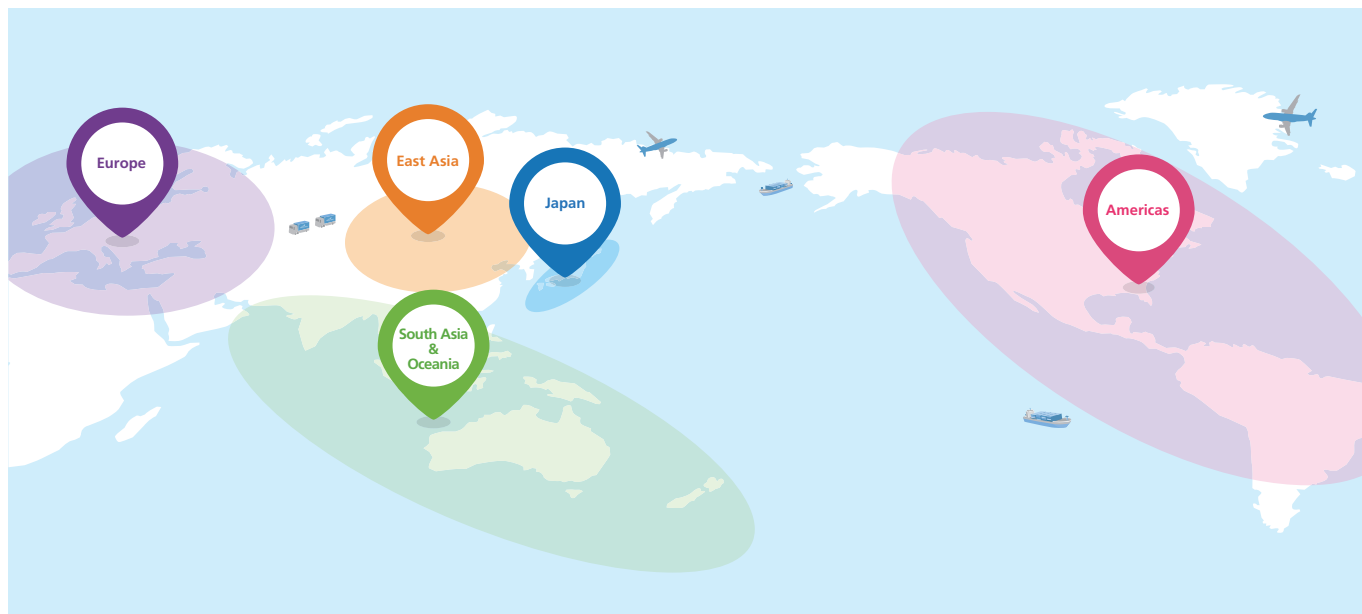 Europe
East Asia
Japan
Americas
South Asia
&
Oceania